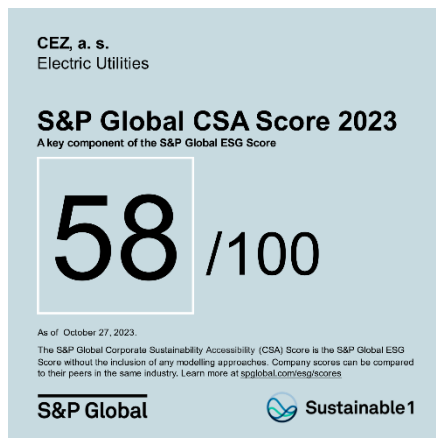 CEZ, a. s.
Electric Utilities
S&P Global CSA Score 2023
A key component of the S&P Global ESG Score
58 /100
As of October 27, 2023.
The S&P Global Corporate Sustainability Accessibility (CSA) Score is the S&P Global ESG
Score without the inclusion of any modelling approaches. Company scores can be compared
to their peers in the same industry. Learn more at spglobal.com/esg/scores
S&P Global
Sustainable1